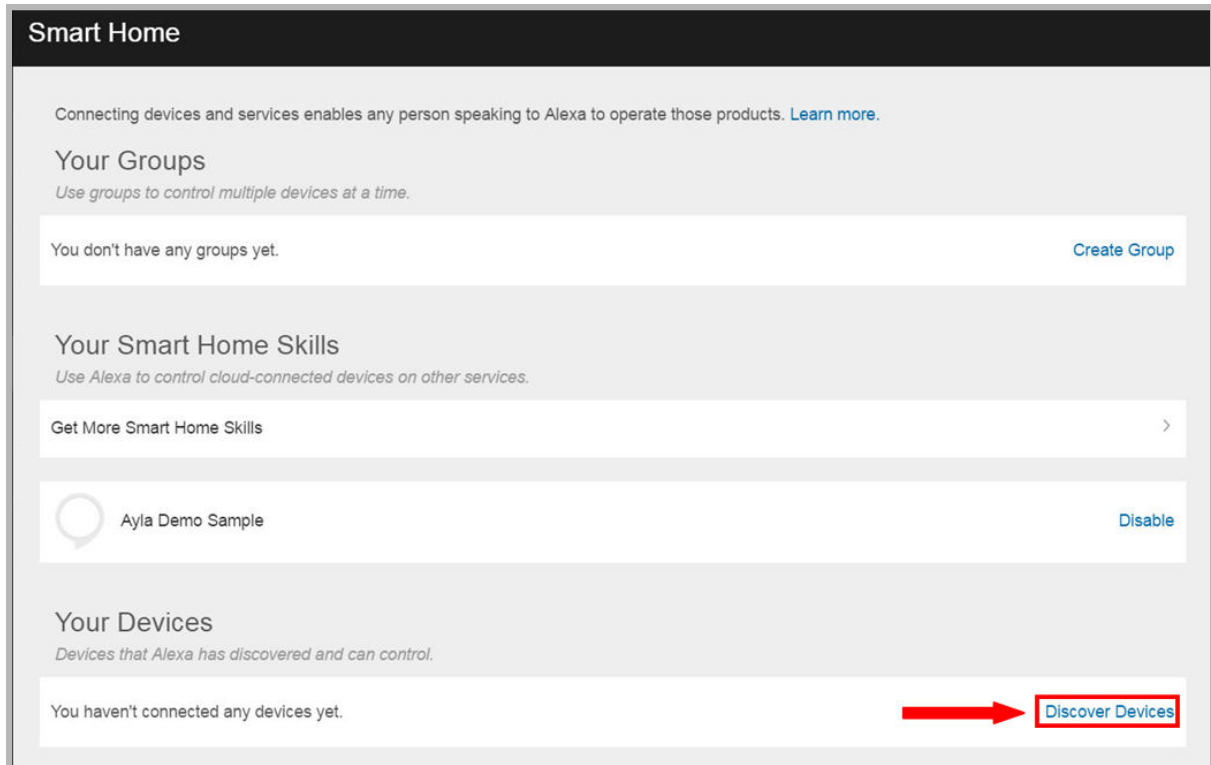 Smart Home
Connecting devices and services enables any person speaking to Alexa to operate those products. Learn more.
Your Groups
Use groups to control multiple devices at a time.
You don't have any groups yet. Create Group
Your Smart Home Skills
Use Alexa to control cloud-connected devices on other services.
Get More Smart Home Skills
Ayla Demo Sample Disable
Your Devices
Devices that Alexa has discovered and can control.
You haven't connected any devices yet. Discover Devices